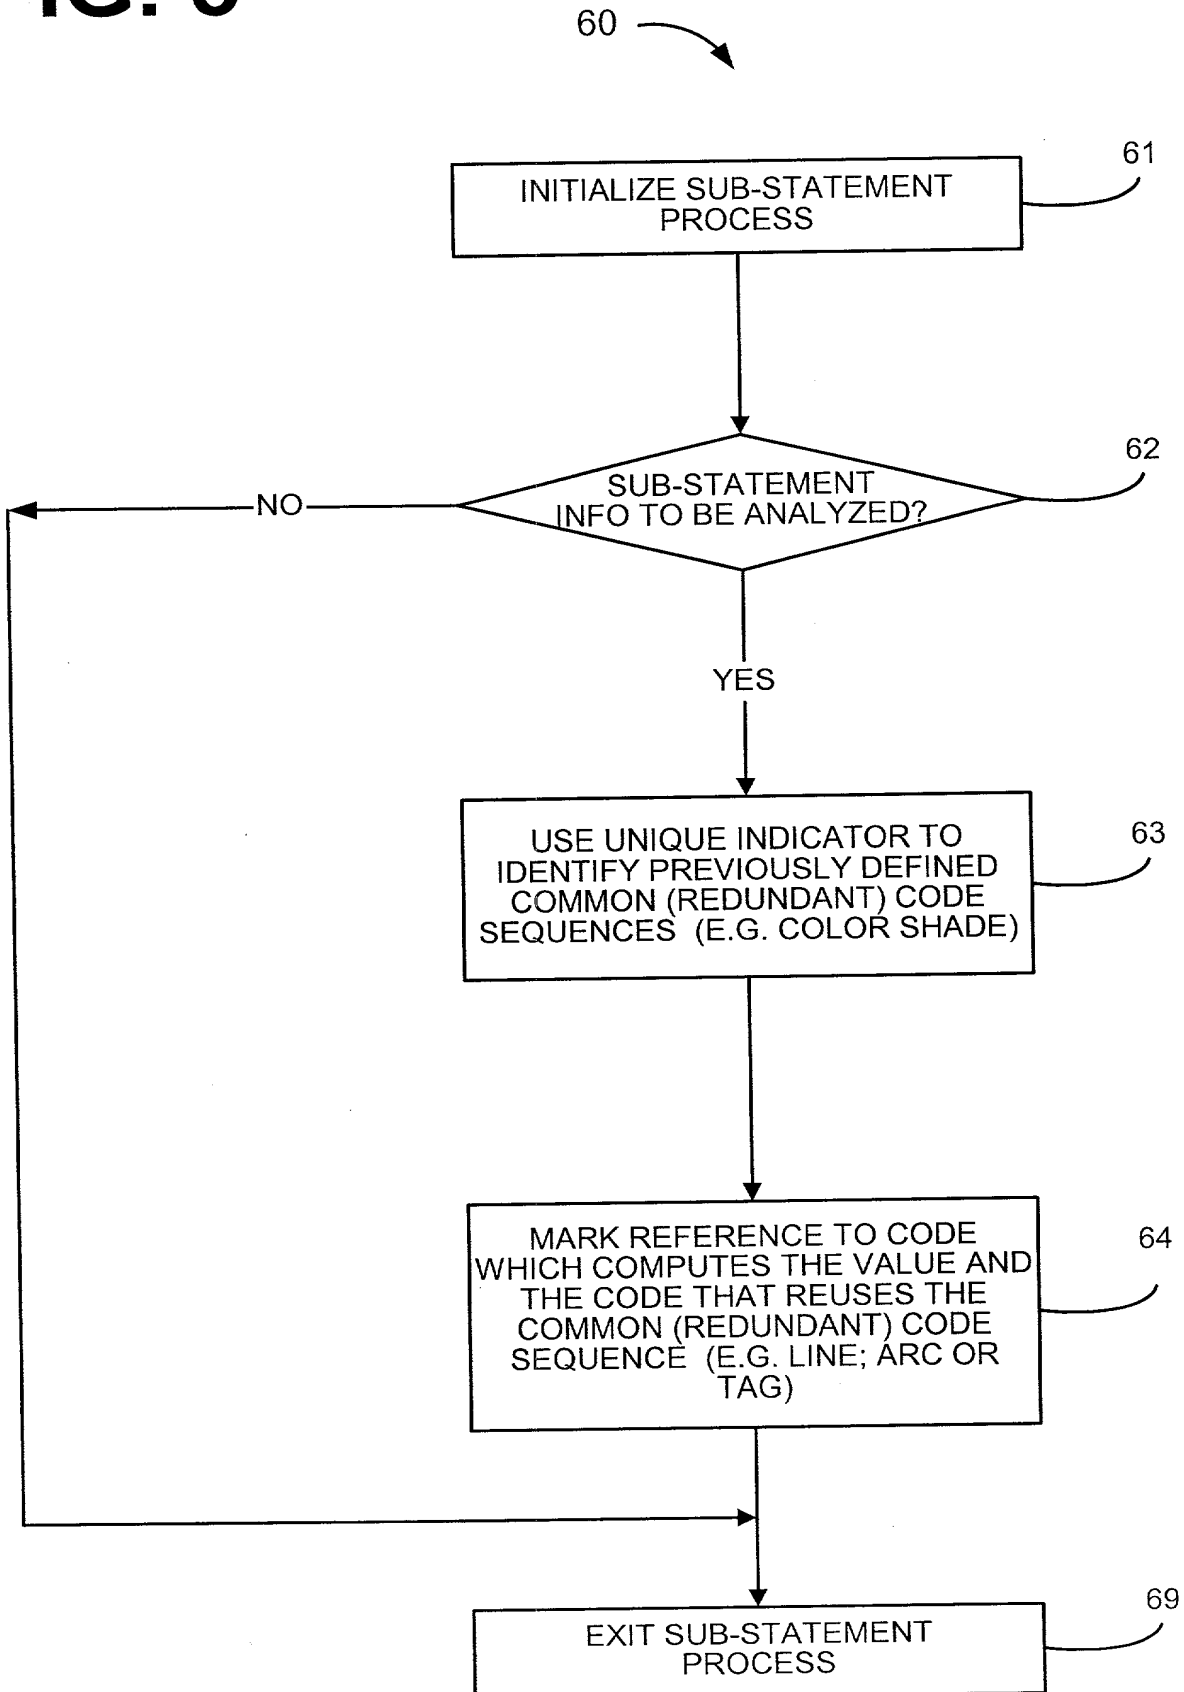 60
61
INITIALIZE SUB-STATEMENT
PROCESS
62
SUB-STATEMENT
INFO TO BE ANALYZED?
NO
YES
63
USE UNIQUE INDICATOR TO
IDENTIFY PREVIOUSLY DEFINED
COMMON (REDUNDANT) CODE
SEQUENCES (E.G. COLOR SHADE)
64
MARK REFERENCE TO CODE
WHICH COMPUTES THE VALUE AND
THE CODE THAT REUSES THE
COMMON (REDUNDANT) CODE
SEQUENCE (E.G. LINE; ARC OR
TAG)
69
EXIT SUB-STATEMENT
PROCESS